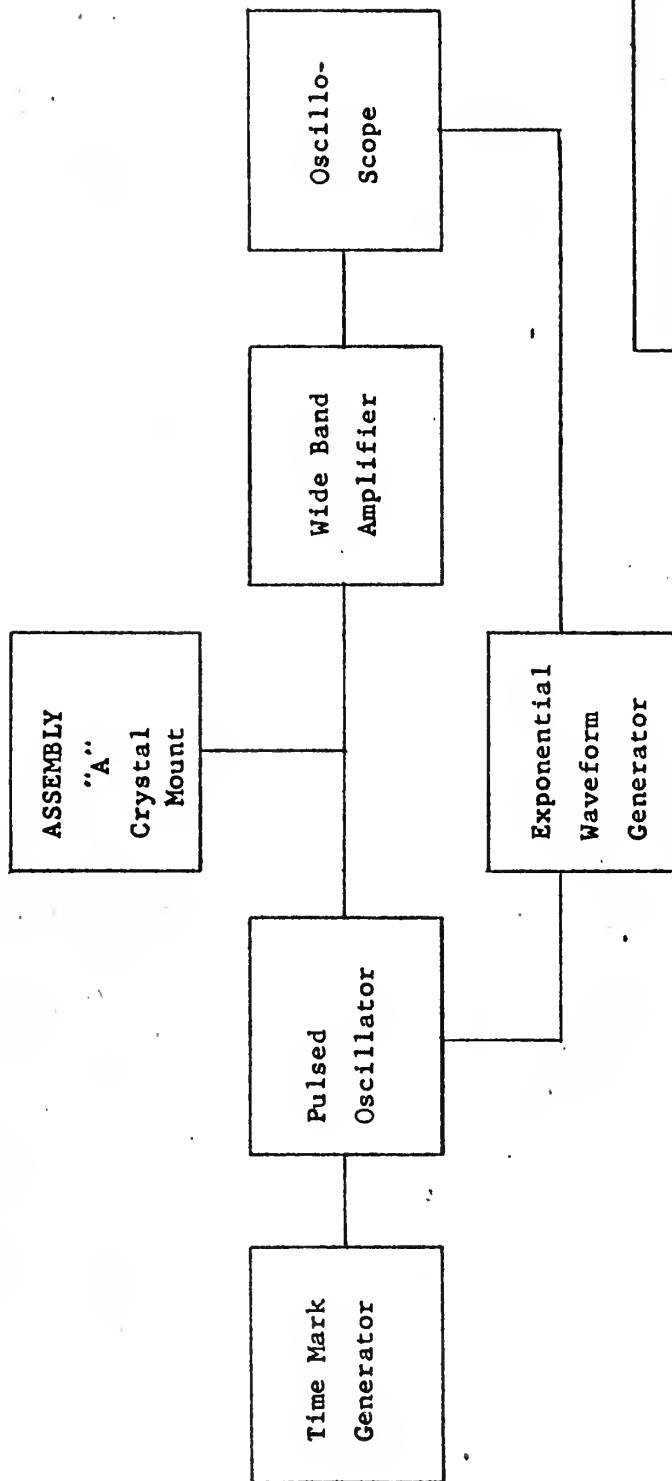 ASSEMBLY
"A"
Crystal
Mount
Time Mark
Generator
Pulsed
Oscillator
Wide Band
Amplifier
Oscillo-
Scope
Exponential
Waveform
Generator